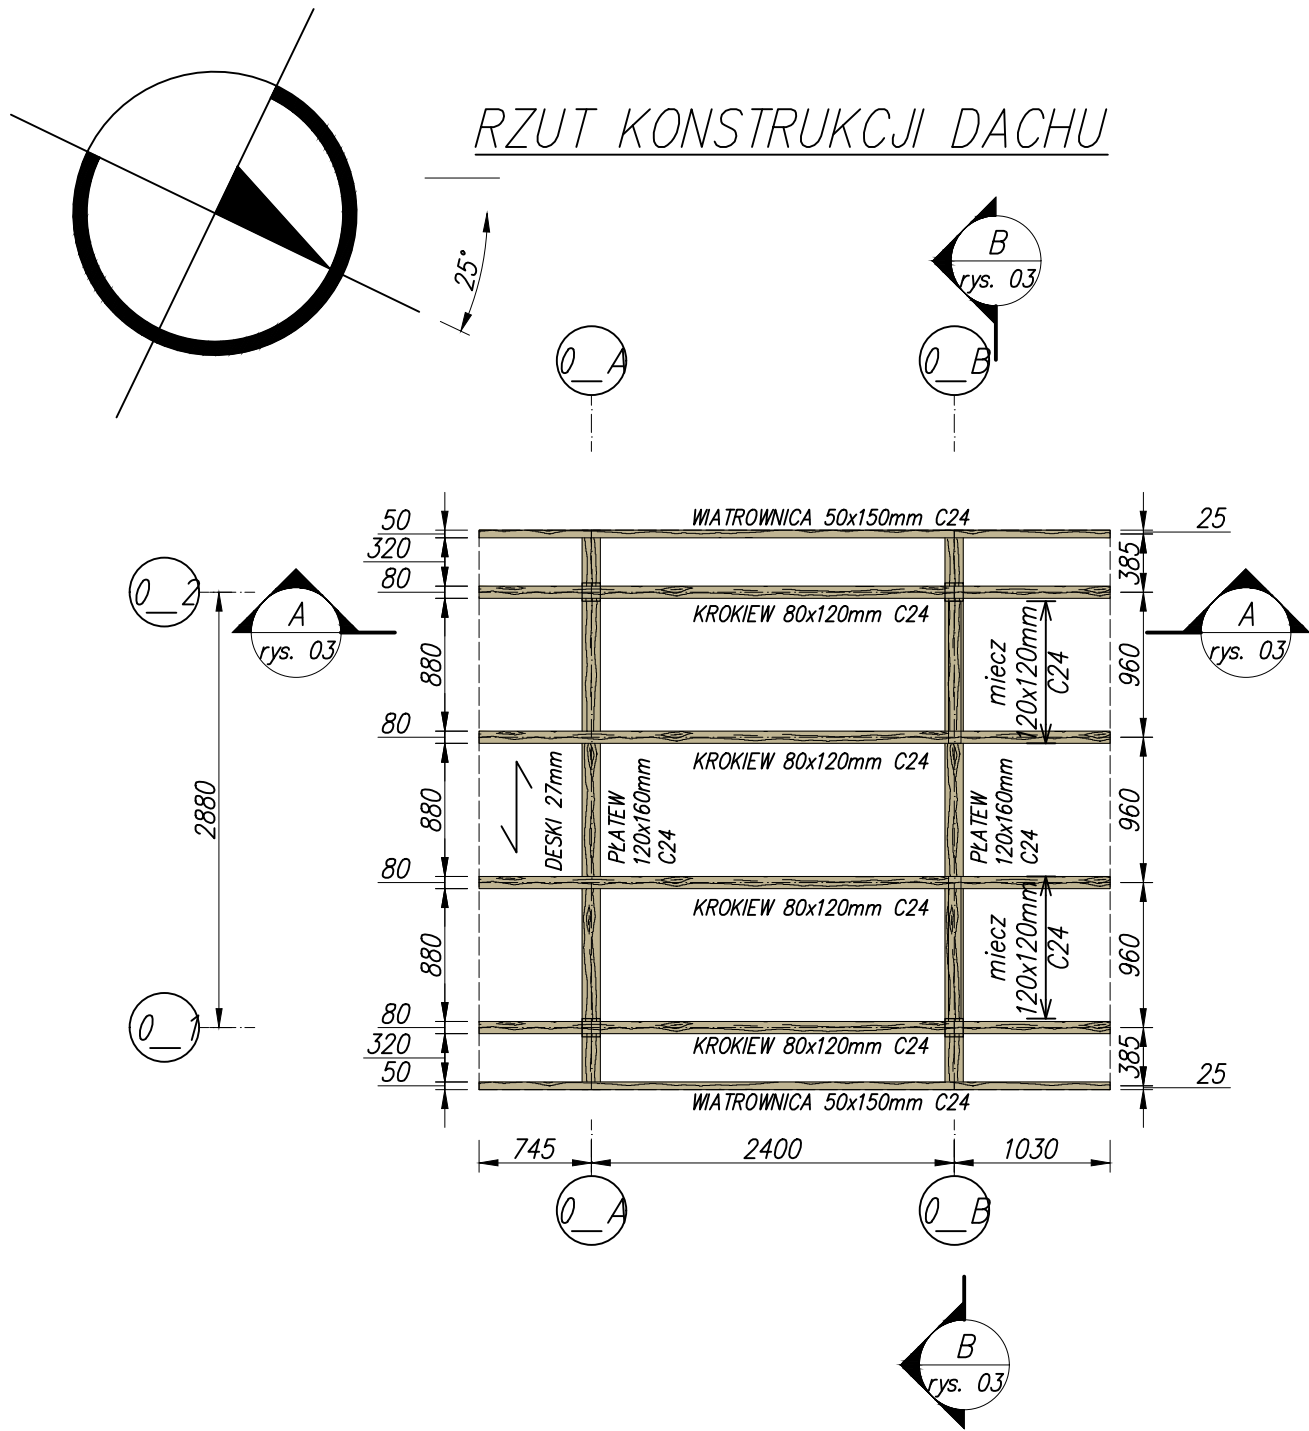 RZUT KONSTRUKCJI DACHU
25°
B
rys. 03
0_A
0_B
WIATROWNICA 50x150mm C24
50
25
320
385
80
0_2
A
rys. 03
A
rys. 03
KROKIEW 80x120mm C24
880
miecz
120x120mm
C24
960
80
KROKIEW 80x120mm C24
2880
880
DESKI 27mm
PŁATEW
120x160mm
C24
PŁATEW
120x160mm
C24
960
80
KROKIEW 80x120mm C24
880
miecz
120x120mm
C24
960
0_1
80
KROKIEW 80x120mm C24
320
385
50
25
WIATROWNICA 50x150mm C24
745
2400
1030
0_A
0_B
B
rys. 03